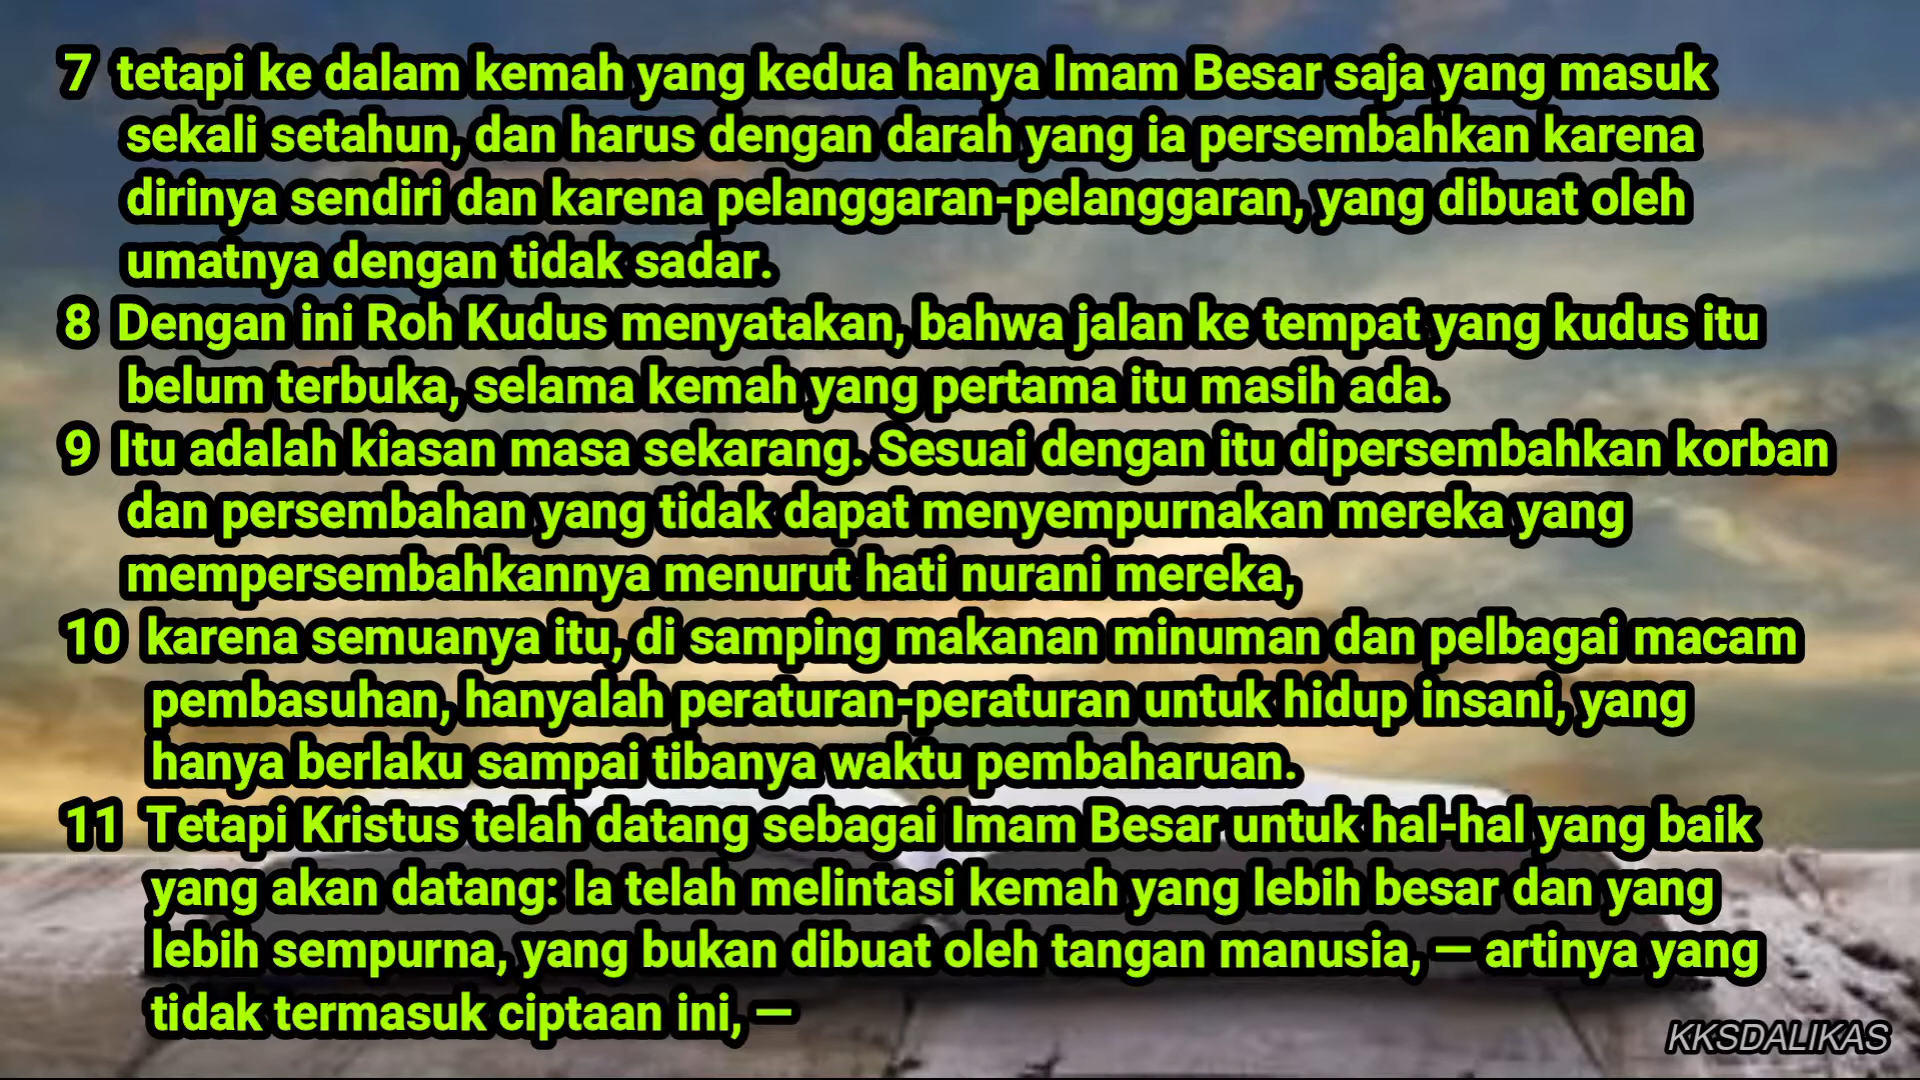 7 tetapi ke dalam kemah yang kedua hanya Imam Besar saja yang masuk
sekali setahun, dan harus dengan darah yang ia persembahkan karena
dirinya sendiri dan karena pelanggaran-pelanggaran, yang dibuat oleh
umatnya dengan tidak sadar.
8 Dengan ini Roh Kudus menyatakan, bahwa jalan ke tempat yang kudus itu
belum terbuka, selama kemah yang pertama itu masih ada.
9 Itu adalah kiasan masa sekarang. Sesuai dengan itu dipersembahkan korban
dan persembahan yang tidak dapat menyempurnakan mereka yang
mempersembahkannya menurut hati nurani mereka,
10 karena semuanya itu, di samping makanan minuman dan pelbagai macam
pembasuhan, hanyalah peraturan-peraturan untuk hidup insani, yang
hanya berlaku sampai tibanya waktu pembaharuan.
11 Tetapi Kristus telah datang sebagai Imam Besar untuk hal-hal yang baik
yang akan datang: Ia telah melintasi kemah yang lebih besar dan yang
lebih sempurna, yang bukan dibuat oleh tangan manusia, — artinya yang
tidak termasuk ciptaan ini, —
KKSDALIKAS